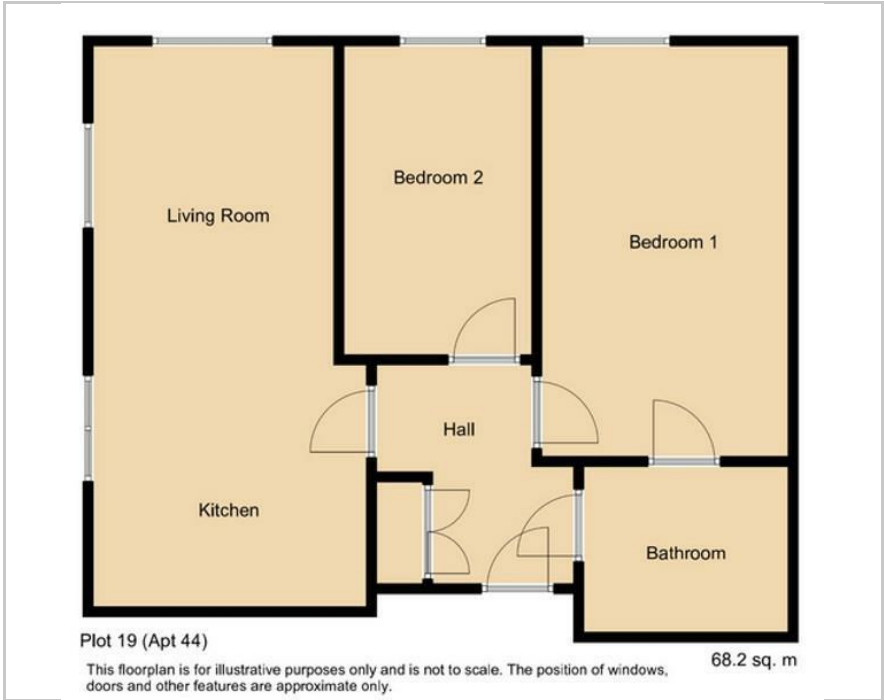 Living Room
Bedroom 2
Bedroom 1
Hall
Kitchen
Bathroom
Plot 19 (Apt 44)
68.2 sq. m
This floorplan is for illustrative purposes only and is not to scale. The position of windows,
doors and other features are approximate only.